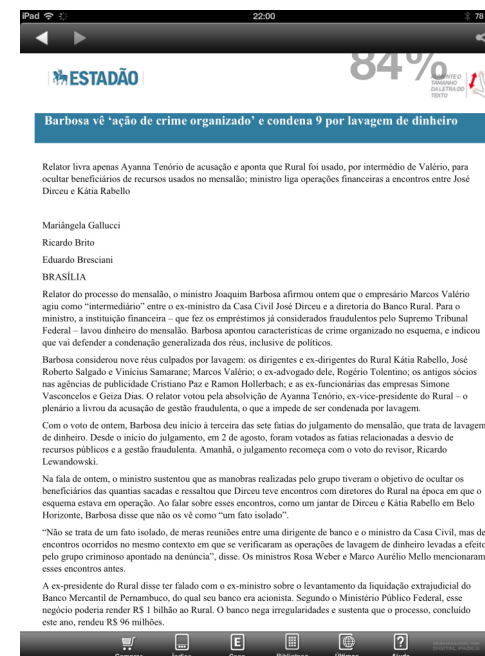 iPad
22:00
78
ESTADÃO
84%
AUMENTE O
TAMANHO
DA LETRA DO
TEXTO
Barbosa vê ‘ação de crime organizado’ e condena 9 por lavagem de dinheiro
Relator livra apenas Ayanna Tenório de acusação e aponta que Rural foi usado, por intermédio de Valério, para
ocultar beneficiários de recursos usados no mensalão; ministro liga operações financeiras a encontros entre José
Dirceu e Kátia Rabello
Mariângela Gallucci
Ricardo Brito
Eduardo Bresciani
BRASÍLIA
Relator do processo do mensalão, o ministro Joaquim Barbosa afirmou ontem que o empresário Marcos Valério
agiu como “intermediário” entre o ex-ministro da Casa Civil José Dirceu e a diretoria do Banco Rural. Para o
ministro, a instituição financeira – que fez os empréstimos já considerados fraudulentos pelo Supremo Tribunal
Federal – lavou dinheiro do mensalão. Barbosa apontou características de crime organizado no esquema, e indicou
que vai defender a condenação generalizada dos réus, inclusive de políticos.
Barbosa considerou nove réus culpados por lavagem: os dirigentes e ex-dirigentes do Rural Kátia Rabello, José
Roberto Salgado e Vinícius Samarane; Marcos Valério; o ex-advogado dele, Rogério Tolentino; os antigos sócios
nas agências de publicidade Cristiano Paz e Ramon Hollerbach; e as ex-funcionárias das empresas Simone
Vasconcelos e Geiza Dias. O relator votou pela absolvição de Ayanna Tenório, ex-vice-presidente do Rural – o
plenário a livrou da acusação de gestão fraudulenta, o que a impede de ser condenada por lavagem.
Com o voto de ontem, Barbosa deu início à terceira das sete fatias do julgamento do mensalão, que trata de lavagem
de dinheiro. Desde o início do julgamento, em 2 de agosto, foram votados as fatias relacionadas a desvio de
recursos públicos e a gestão fraudulenta. Amanhã, o julgamento recomeça com o voto do revisor, Ricardo
Lewandowski.
Na fala de ontem, o ministro sustentou que as manobras realizadas pelo grupo tiveram o objetivo de ocultar os
beneficiários das quantias sacadas e ressaltou que Dirceu teve encontros com diretores do Rural na época em que o
esquema estava em operação. Ao falar sobre esses encontros, como um jantar de Dirceu e Kátia Rabello em Belo
Horizonte, Barbosa disse que não os vê como “um fato isolado”.
“Não se trata de um fato isolado, de meras reuniões entre uma dirigente de banco e o ministro da Casa Civil, mas de
encontros ocorridos no mesmo contexto em que se verificaram as operações de lavagem de dinheiro levadas a efeito
pelo grupo criminoso apontado na denúncia”, disse. Os ministros Rosa Weber e Marco Aurélio Mello mencionaram
esses encontros antes.
A ex-presidente do Rural disse ter falado com o ex-ministro sobre o levantamento da liquidação extrajudicial do
Banco Mercantil de Pernambuco, do qual seu banco era acionista. Segundo o Ministério Público Federal, esse
negócio poderia render R$ 1 bilhão ao Rural. O banco nega irregularidades e sustenta que o processo, concluído
este ano, rendeu R$ 96 milhões.
E
?